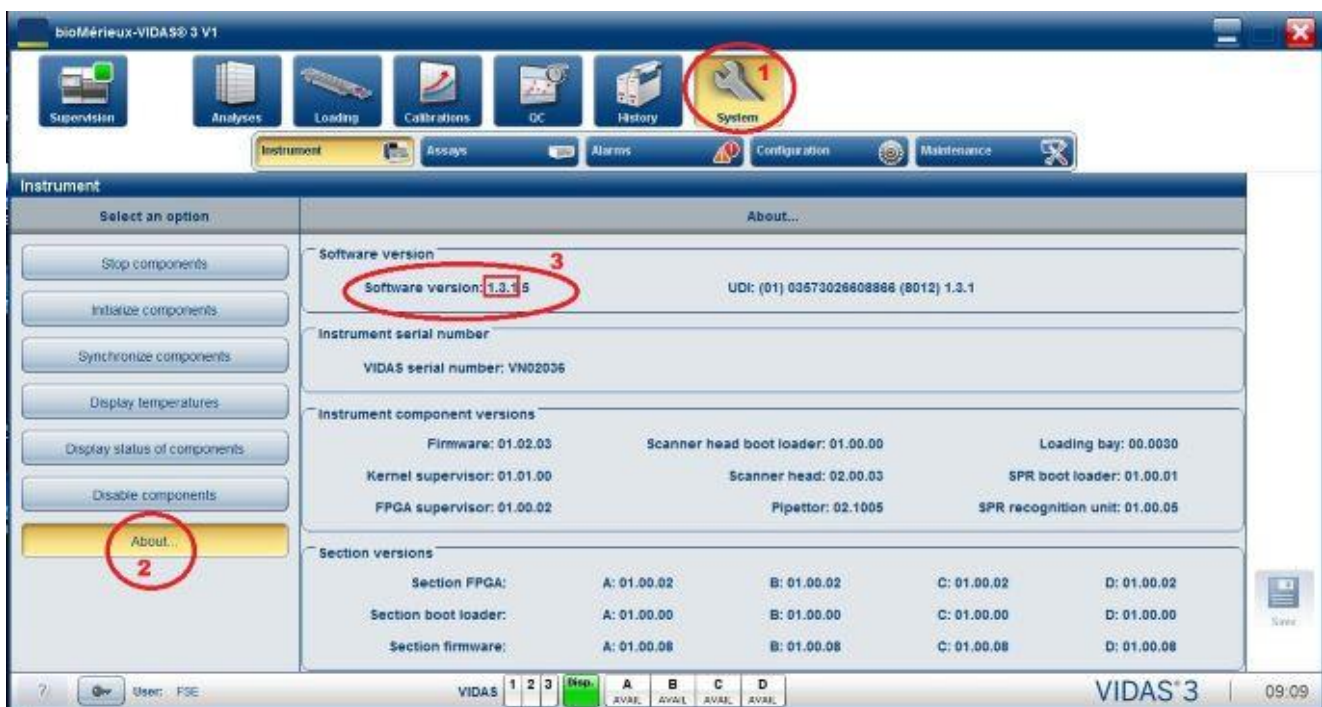 bioMérieux-VIDAS® 3 V1
Supervision
Analyses
Loading
Calibrations
QC
History
System
1
Instrument
Assays
Alarms
Configuration
Maintenance
Instrument
Select an option
About...
Stop components
Initialize components
Synchronize components
Display temperatures
Display status of components
Disable components
About...
2
Software version
3
Software version: 1.3.1.5
UDI: (01) 03573026608866 (8012) 1.3.1
Instrument serial number
VIDAS serial number: VN02036
Instrument component versions
Firmware: 01.02.03 Scanner head boot loader: 01.00.00 Loading bay: 00.0030
Kernel supervisor: 01.01.00 Scanner head: 02.00.03 SPR boot loader: 01.00.01
FPGA supervisor: 01.00.02 Pipettor: 02.1005 SPR recognition unit: 01.00.05
Section versions
Section FPGA: A: 01.00.02 B: 01.00.02 C: 01.00.02 D: 01.00.02
Section boot loader: A: 01.00.00 B: 01.00.00 C: 01.00.00 D: 01.00.00
Section firmware: A: 01.00.08 B: 01.00.08 C: 01.00.08 D: 01.00.08
Save
? User: FSE
VIDAS 1 2 3 Disp. A B C D
AVAIL. AVAIL. AVAIL. AVAIL.
VIDAS®3
09:09